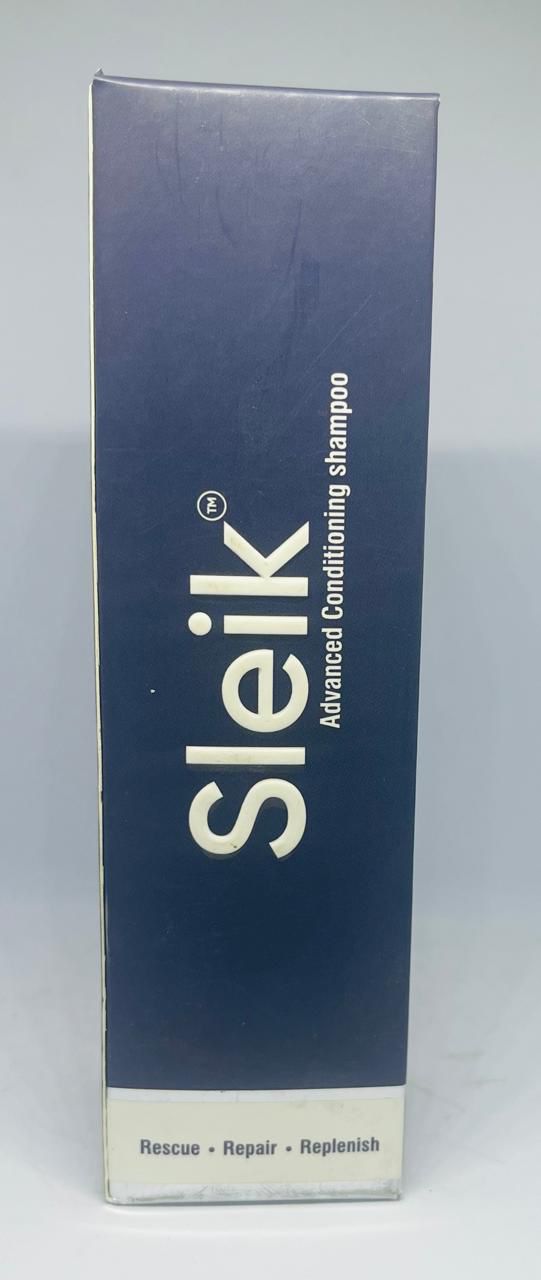 Sleik™
Advanced Conditioning shampoo
Rescue • Repair • Replenish